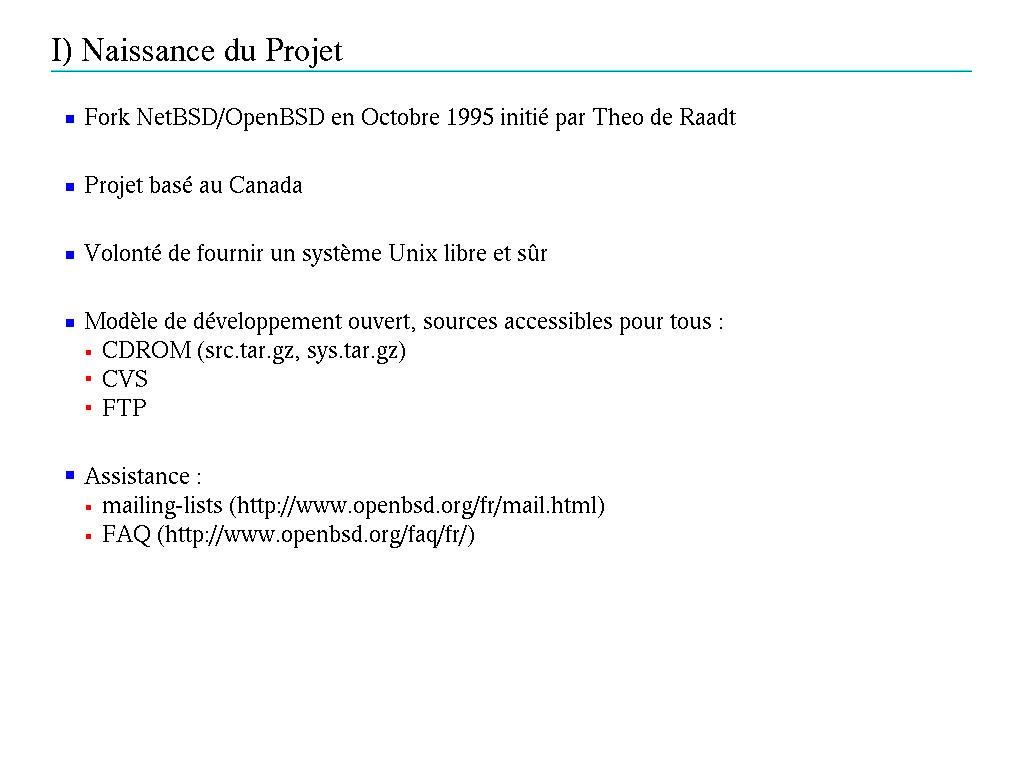 I) Naissance du Projet
Fork NetBSD/OpenBSD en Octobre 1995 initié par Theo de Raadt
Projet basé au Canada
Volonté de fournir un système Unix libre et sûr
Modèle de développement ouvert, sources accessibles pour tous :
CDROM (src.tar.gz, sys.tar.gz)
CVS
FTP
Assistance :
mailing-lists (http://www.openbsd.org/fr/mail.html)
FAQ (http://www.openbsd.org/faq/fr/)